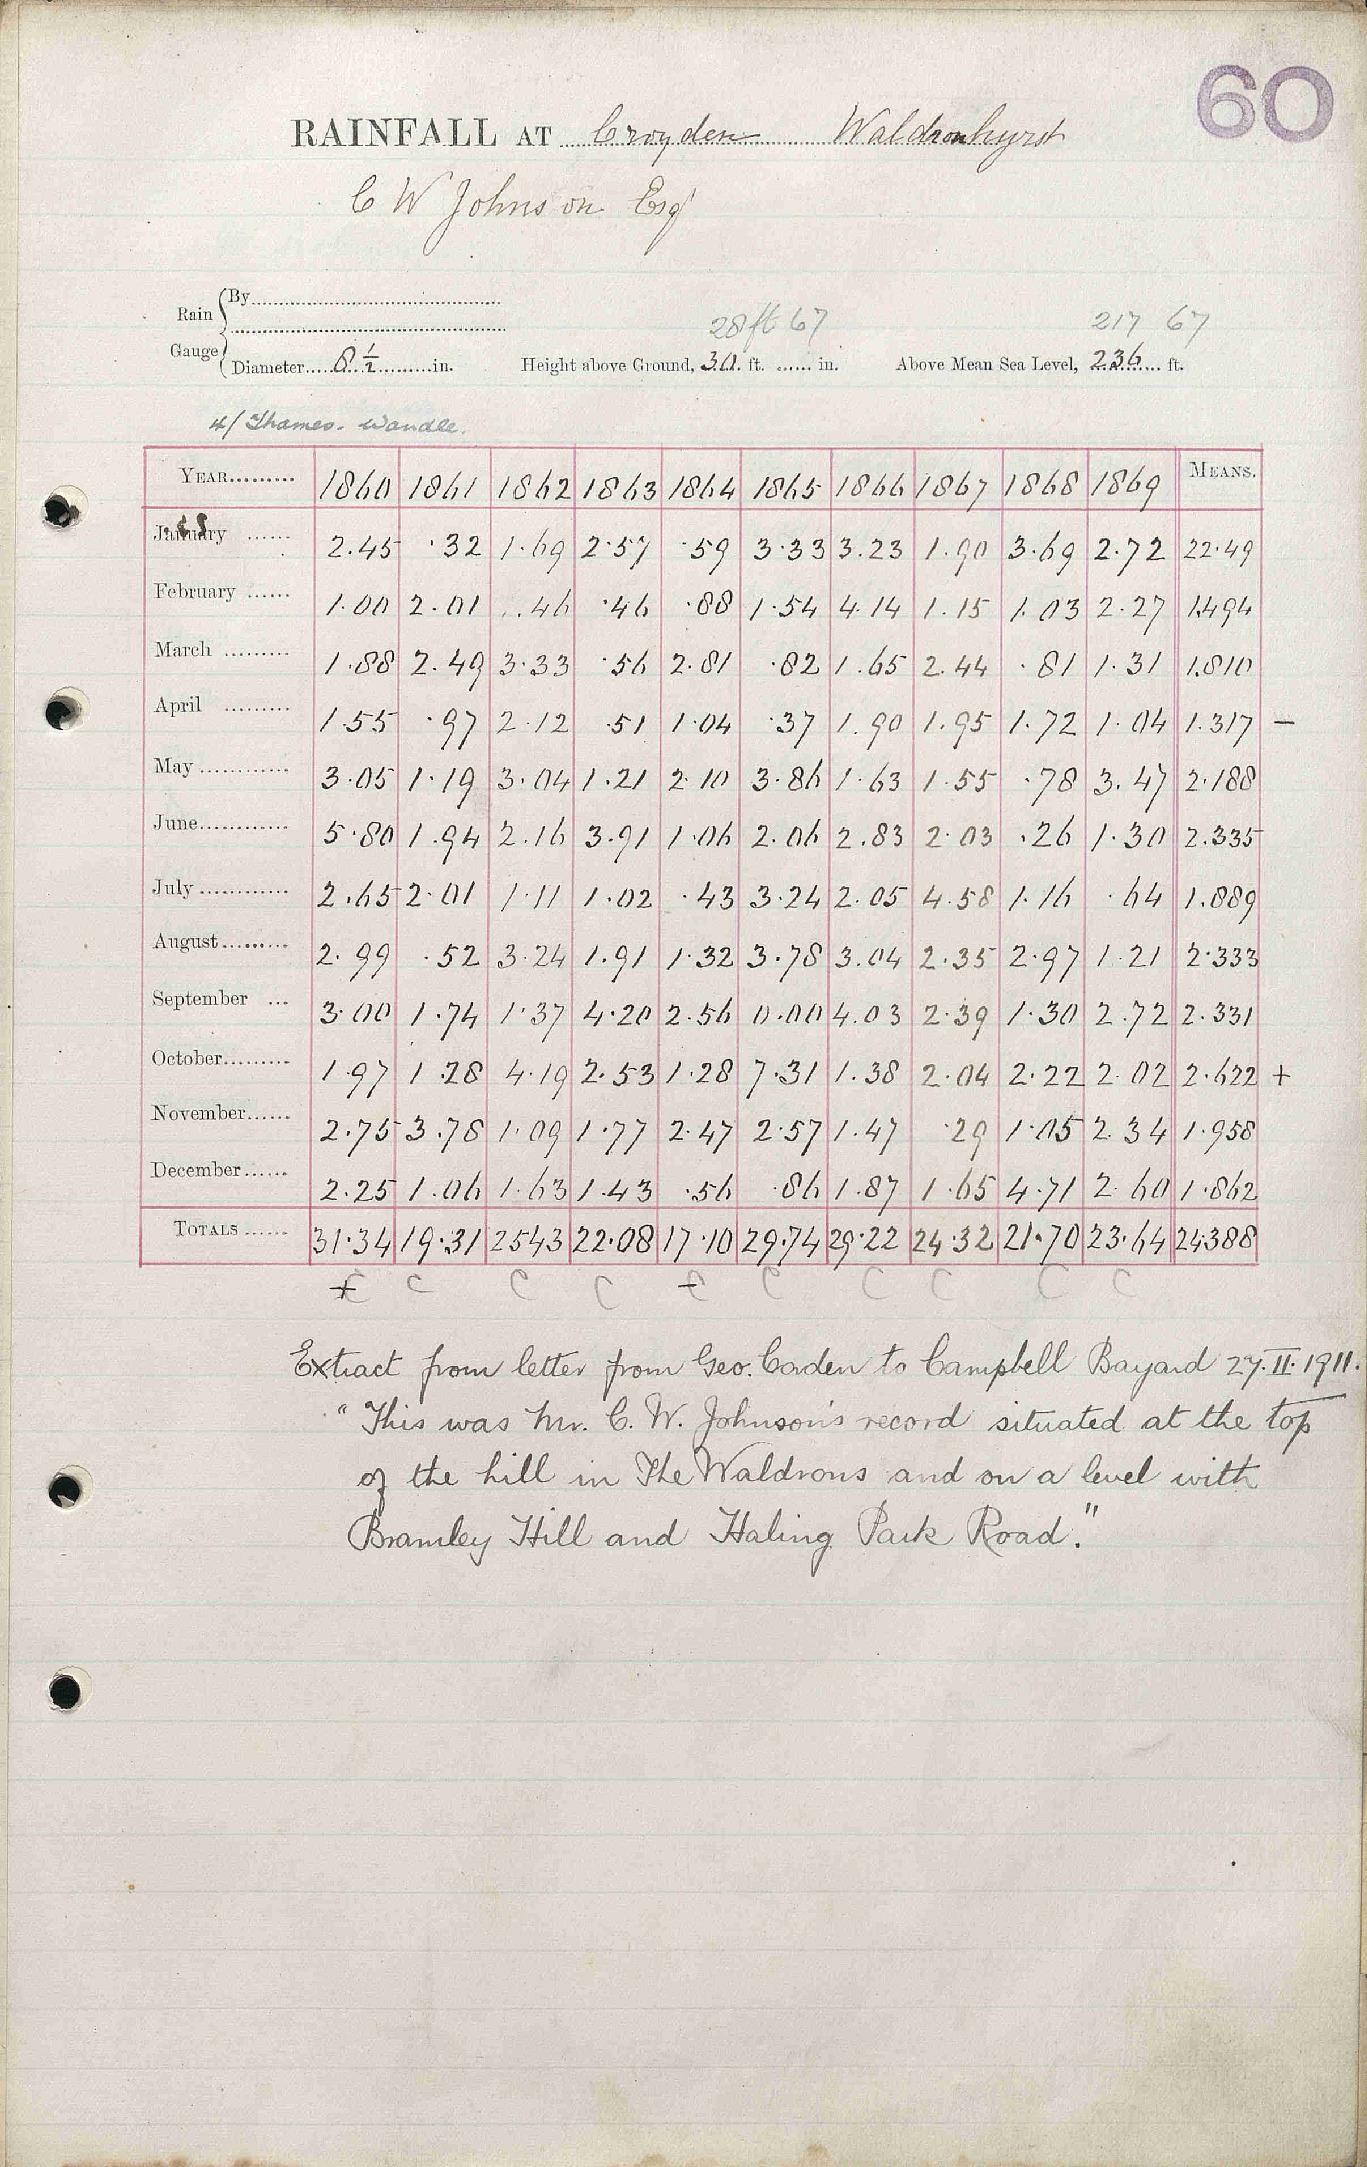 60
RAINFALL AT Croyden Waldronhyrst
C W Johnson Esq
Rain Gauge
By
28 ft 67 217 67
Diameter 8 1/2 in. Height above Ground, 30 ft. in. Above Mean Sea Level, 236 ft.
4/ Thames. Wandle.
YEAR 1860 1861 1862 1863 1864 1865 1866 1867 1868 1869 MEANS.
January 2.45 .32 1.69 2.57 .59 3.33 3.23 1.90 3.69 2.72 22.49
February 1.00 2.01 .46 .46 .88 1.54 4.14 1.15 1.03 2.27 1.494
March 1.88 2.49 3.33 .56 2.81 .82 1.65 2.44 .81 1.31 1.810
April 1.55 .97 2.12 .51 1.04 .37 1.90 1.95 1.72 1.04 1.317 —
May 3.05 1.19 3.04 1.21 2.10 3.86 1.63 1.55 .78 3.47 2.188
June 5.80 1.94 2.16 3.91 1.06 2.06 2.83 2.03 .26 1.30 2.335
July 2.65 2.01 1.11 1.02 .43 3.24 2.05 4.58 1.16 .64 1.889
August 2.99 .52 3.24 1.91 1.32 3.78 3.04 2.35 2.97 1.21 2.333
September 3.00 1.74 1.37 4.20 2.56 0.00 4.03 2.39 1.30 2.72 2.331
October 1.97 1.28 4.19 2.53 1.28 7.31 1.38 2.04 2.22 2.02 2.622 +
November 2.75 3.78 1.09 1.77 2.47 2.57 1.47 .29 1.05 2.34 1.958
December 2.25 1.06 1.63 1.43 .56 .86 1.87 1.65 4.71 2.60 1.862
TOTALS 31.34 19.31 25.43 22.08 17.10 29.74 29.22 24.32 21.70 23.64 24.388
+ C C C C - C C C C C C
Extract from letter from Geo. Corden to Campbell Bayard 27.II.1911.
"This was Mr. C. W. Johnson's record situated at the top
of the hill in The Waldrons and on a level with
Bramley Hill and Haling Park Road."